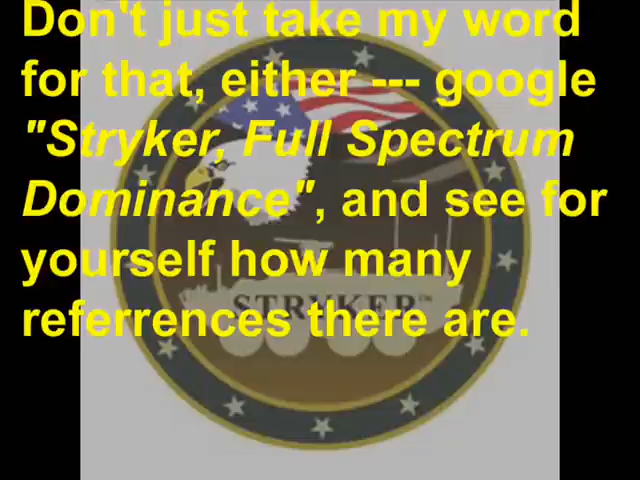 Don't just take my word
for that, either --- google
"Stryker, Full Spectrum
Dominance", and see for
yourself how many
STRYKER™
referrences there are.